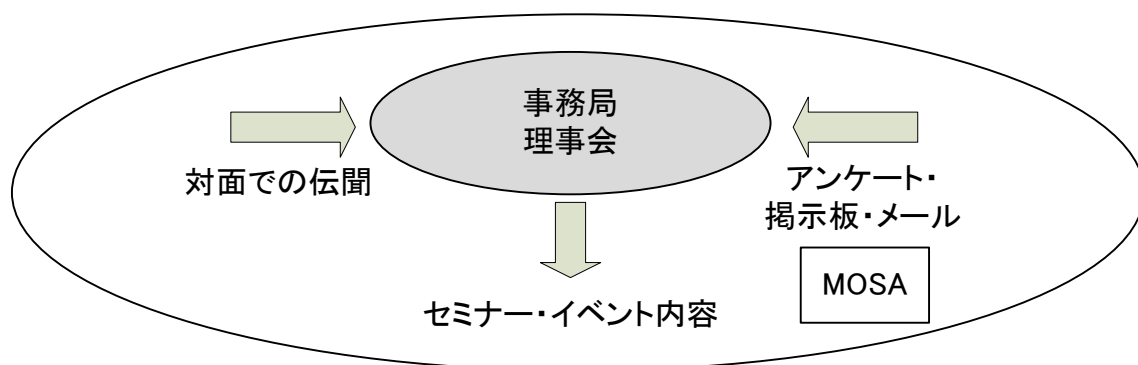 事務局
理事会
対面での伝聞
アンケート・
掲示板・メール
MOSA
セミナー・イベント内容